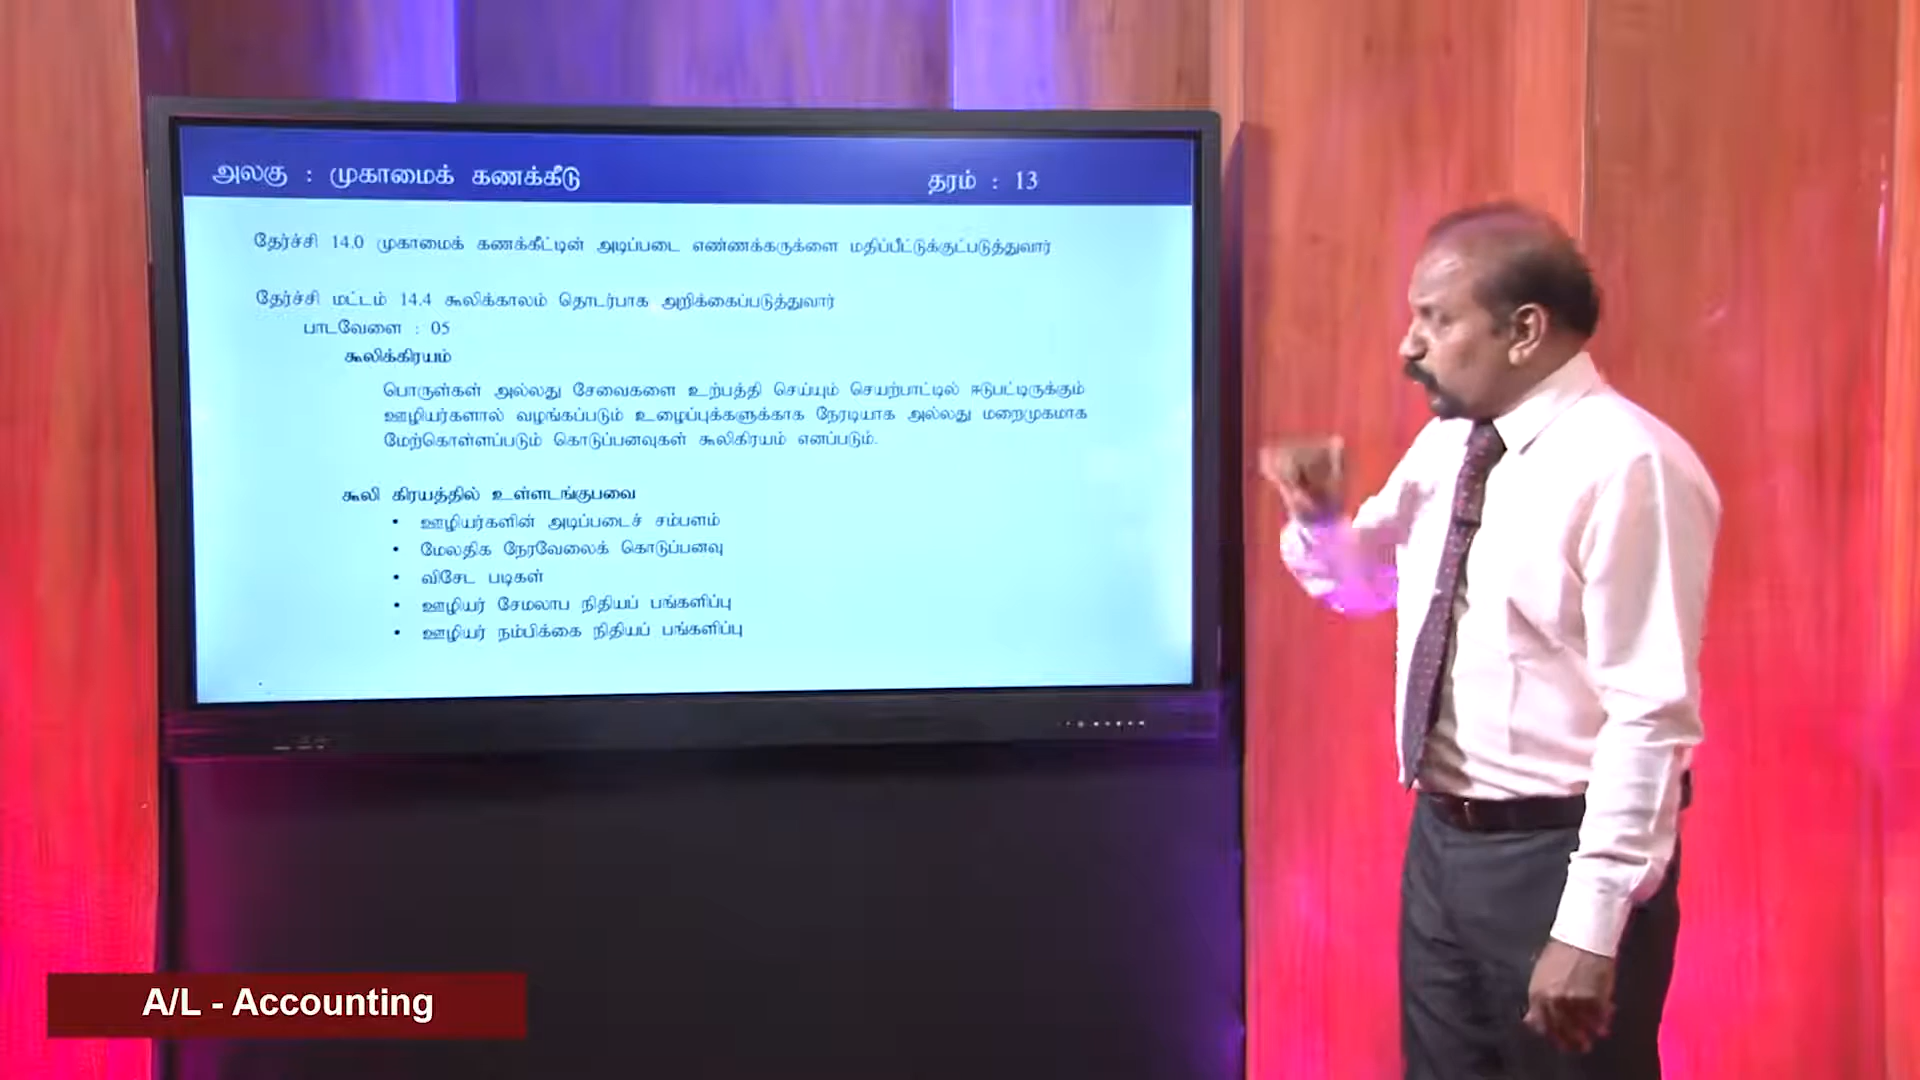 அலகு : முகாமைக் கணக்கீடு தரம் : 13
தேர்ச்சி 14.0 முகாமைக் கணக்கீட்டின் அடிப்படை எண்ணக்கருக்ளை மதிப்பீட்டுக்குட்படுத்துவார்
தேர்ச்சி மட்டம் 14.4 கூலிக்காலம் தொடர்பாக அறிக்கைப்படுத்துவார்
பாடவேளை : 05
கூலிக்கிரயம்
பொருள்கள் அல்லது சேவைகளை உற்பத்தி செய்யும் செயற்பாட்டில் ஈடுபட்டிருக்கும்
ஊழியர்களால் வழங்கப்படும் உழைப்புக்களுக்காக நேரடியாக அல்லது மறைமுகமாக
மேற்கொள்ளப்படும் கொடுப்பனவுகள் கூலிகிரயம் எனப்படும்.
கூலி கிரயத்தில் உள்ளடங்குபவை
• ஊழியர்களின் அடிப்படைச் சம்பளம்
• மேலதிக நேரவேலைக் கொடுப்பனவு
• விசேட படிகள்
• ஊழியர் சேமலாப நிதியப் பங்களிப்பு
• ஊழியர் நம்பிக்கை நிதியப் பங்களிப்பு
A/L - Accounting